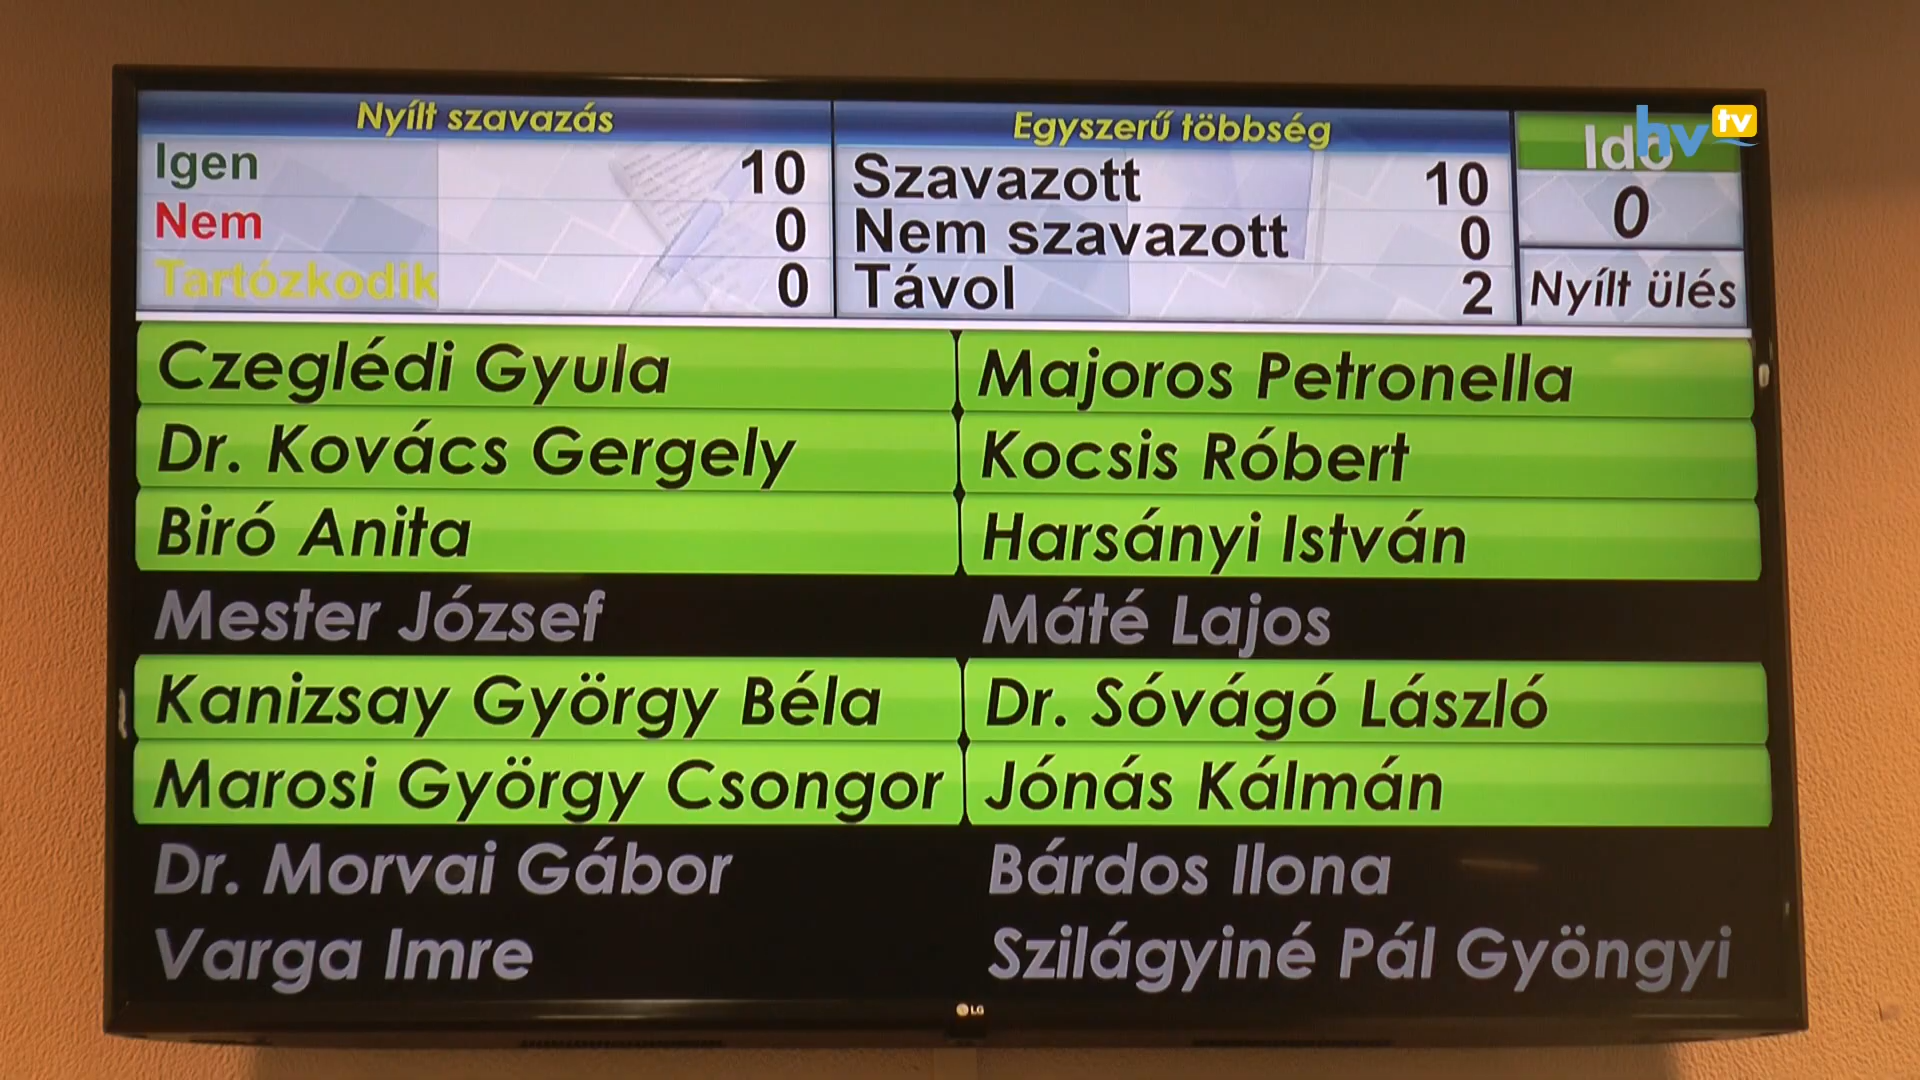 Nyílt szavazás
Igen 10
Nem 0
Tartózkodik 0
Egyszerű többség
Szavazott 10
Nem szavazott 0
Távol 2
Idő
0
Nyílt ülés
hv tv
Czeglédi Gyula
Majoros Petronella
Dr. Kovács Gergely
Kocsis Róbert
Biró Anita
Harsányi István
Mester József
Máté Lajos
Kanizsay György Béla
Dr. Sóvágó László
Marosi György Csongor
Jónás Kálmán
Dr. Morvai Gábor
Bárdos Ilona
Varga Imre
Szilágyiné Pál Gyöngyi
LG